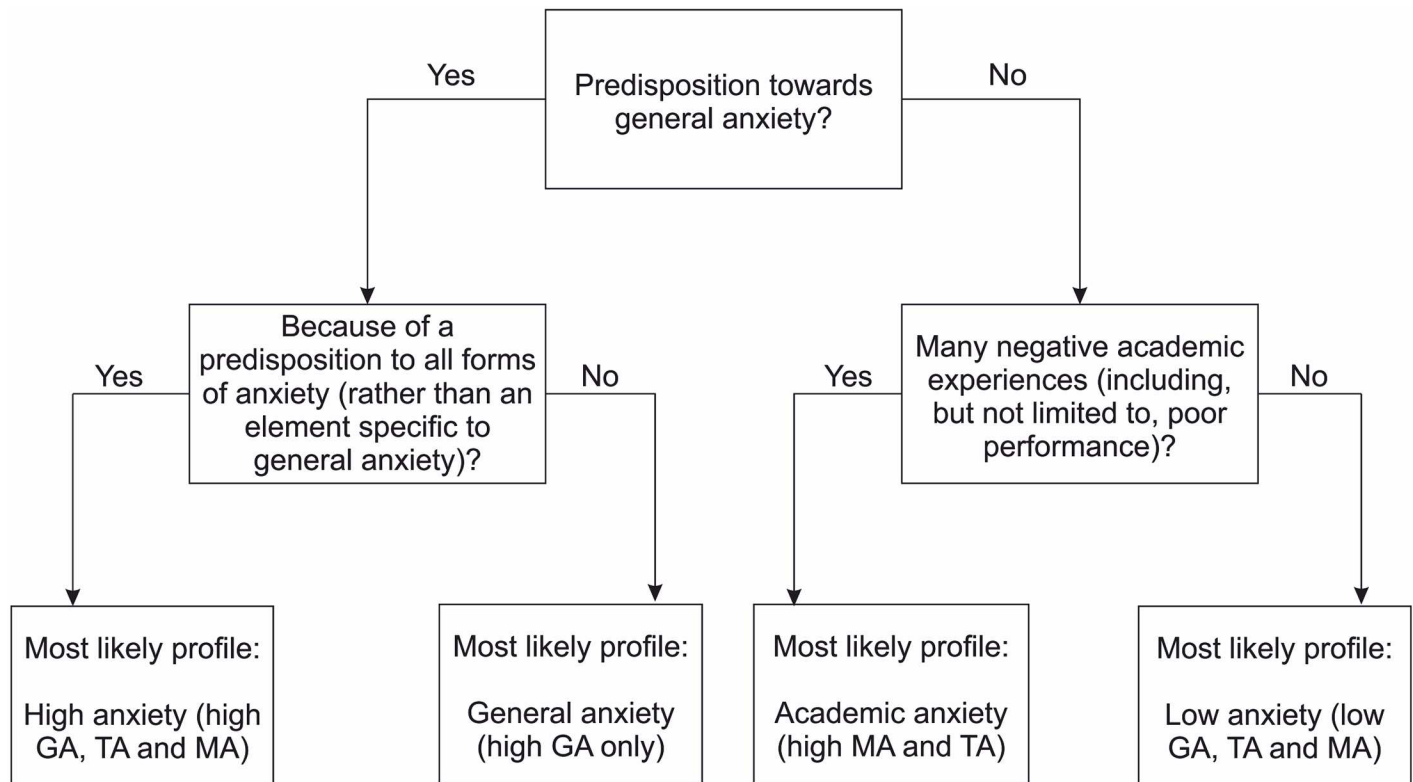 Predisposition towards
general anxiety?
Yes
No
Because of a
predisposition to all forms
of anxiety (rather than an
element specific to
general anxiety)?
Yes
No
Many negative academic
experiences (including,
but not limited to, poor
performance)?
Yes
No
Most likely profile:
High anxiety (high
GA, TA and MA)
Most likely profile:
General anxiety
(high GA only)
Most likely profile:
Academic anxiety
(high MA and TA)
Most likely profile:
Low anxiety (low
GA, TA and MA)